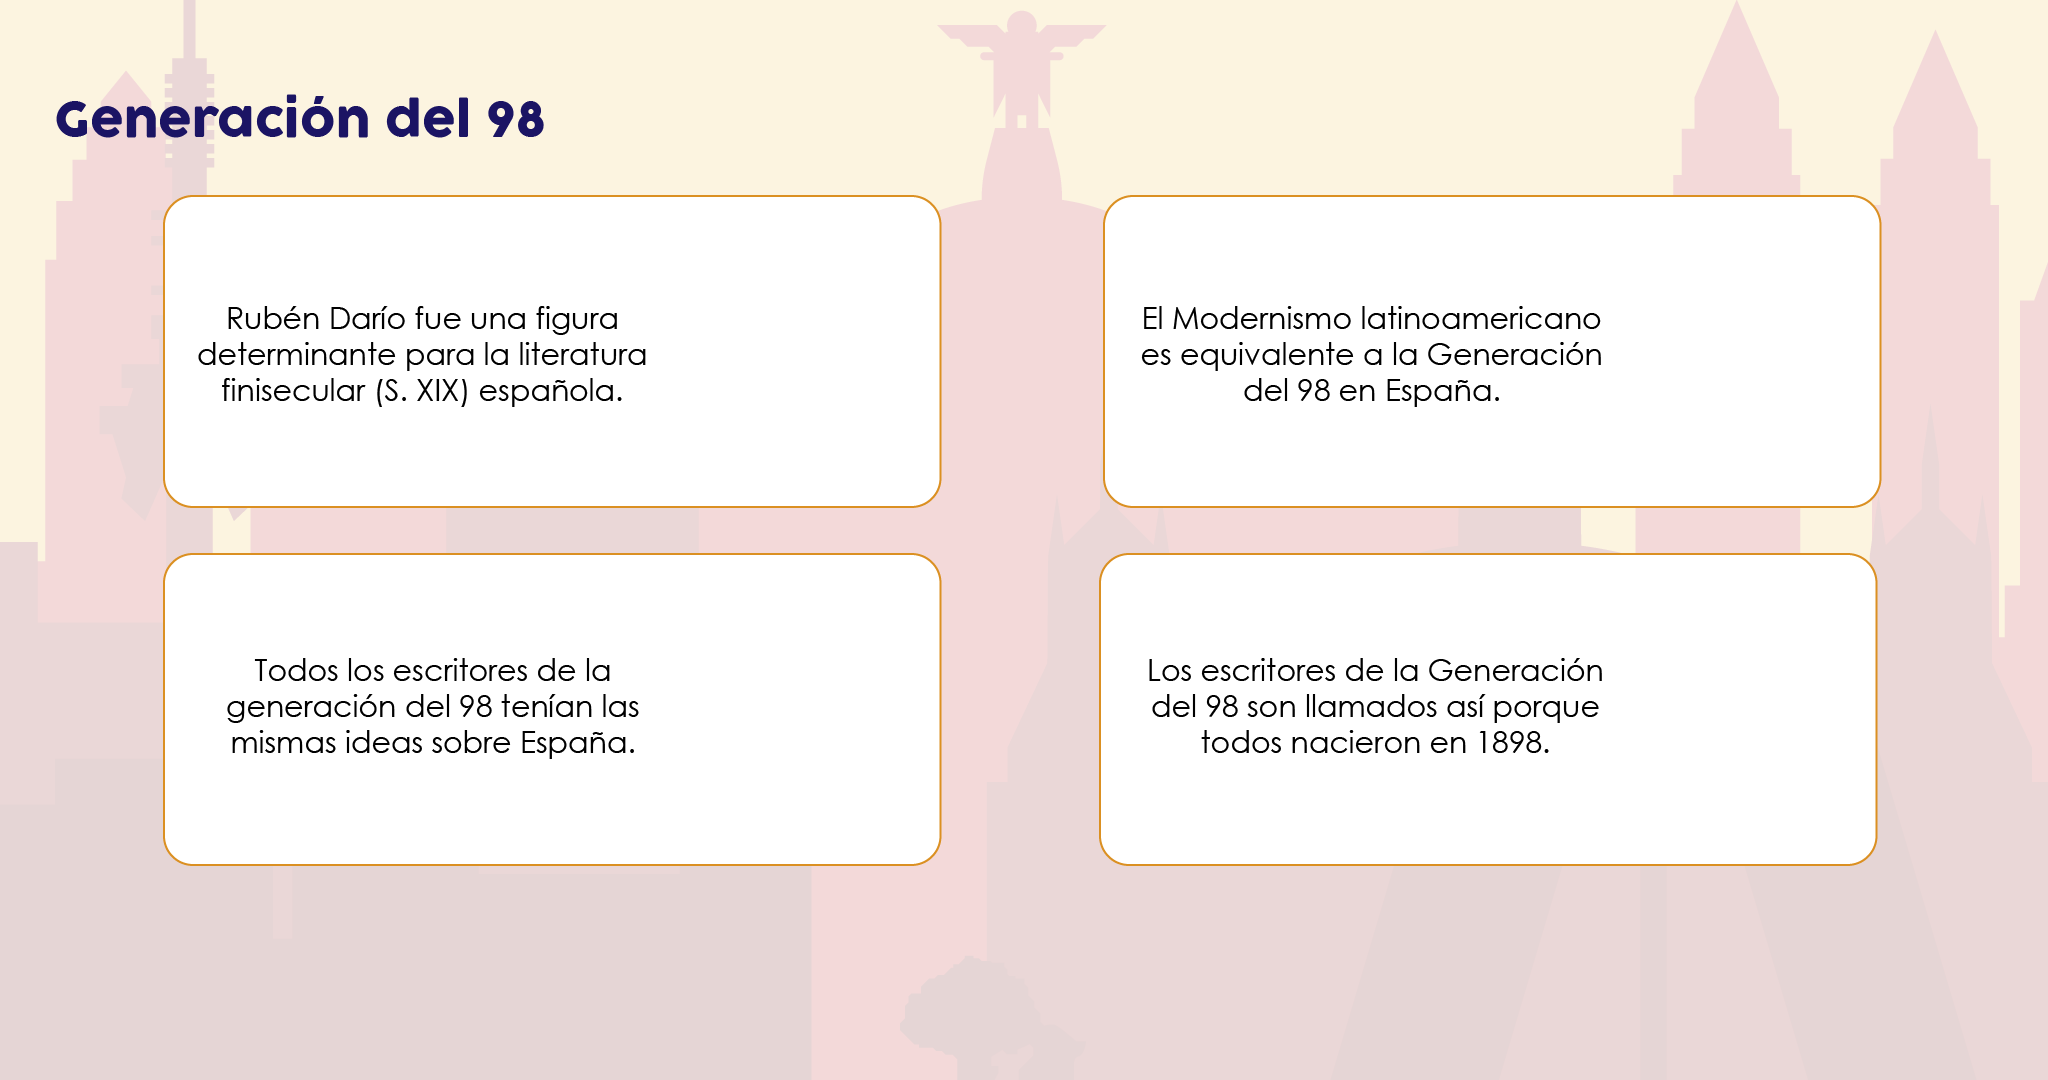 Generación del 98
Rubén Darío fue una figura
determinante para la literatura
finisecular (S. XIX) española.
El Modernismo latinoamericano
es equivalente a la Generación
del 98 en España.
Todos los escritores de la
generación del 98 tenían las
mismas ideas sobre España.
Los escritores de la Generación
del 98 son llamados así porque
todos nacieron en 1898.